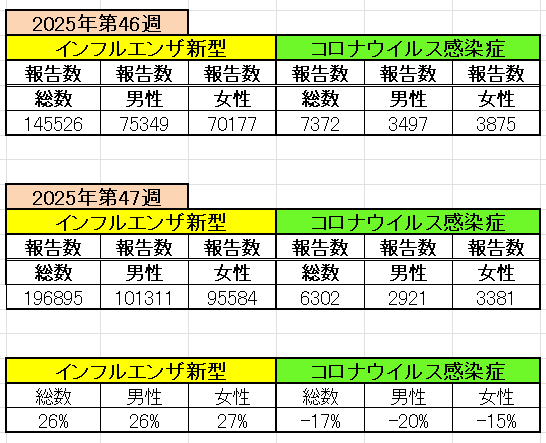 2025年第46週
インフルエンザ新型 コロナウイルス感染症
報告数 報告数 報告数 報告数 報告数 報告数
総数 男性 女性 総数 男性 女性
145526 75349 70177 7372 3497 3875
2025年第47週
インフルエンザ新型 コロナウイルス感染症
報告数 報告数 報告数 報告数 報告数 報告数
総数 男性 女性 総数 男性 女性
196895 101311 95584 6302 2921 3381
インフルエンザ新型 コロナウイルス感染症
総数 男性 女性 総数 男性 女性
26% 26% 27% -17% -20% -15%